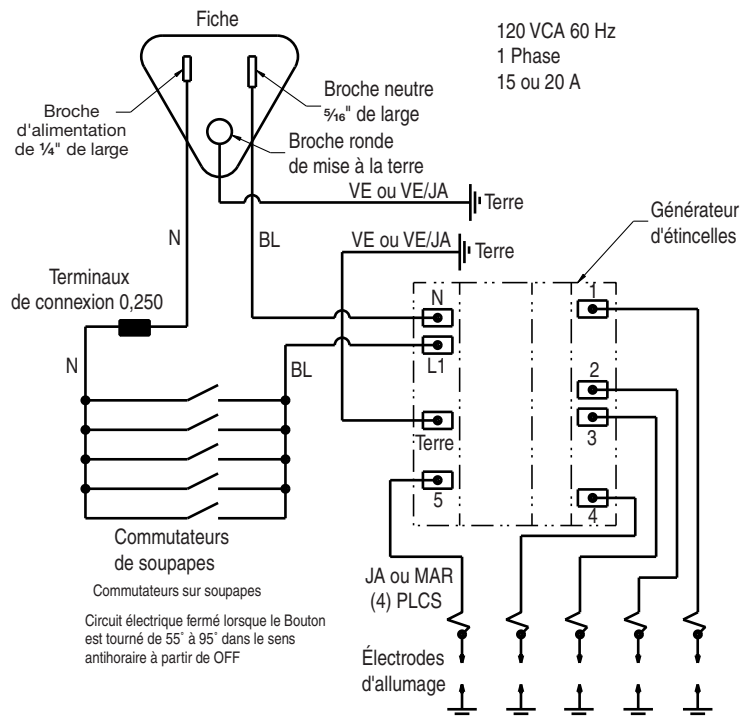 Fiche
120 VCA 60 Hz
1 Phase
15 ou 20 A
Broche
d'alimentation
de ¼" de large
Broche neutre
⁵⁄₁₆" de large
Broche ronde
de mise à la terre
VE ou VE/JA
Terre
Générateur
d'étincelles
N
BL
VE ou VE/JA
Terre
Terminaux
de connexion 0,250
N
1
L1
N
BL
2
3
Terre
5
4
Commutateurs
de soupapes
Commutateurs sur soupapes
Circuit électrique fermé lorsque le Bouton
est tourné de 55˚ à 95˚ dans le sens
antihoraire à partir de OFF
JA ou MAR
(4) PLCS
Électrodes
d'allumage